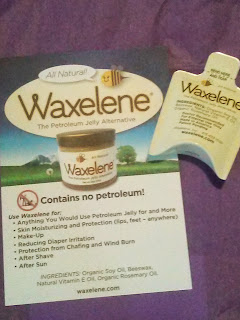 All Natural!
Waxelene®
The Petroleum Jelly Alternative
Waxelene
Contains no petroleum!
Use Waxelene for:
• Anything You Would Use Petroleum Jelly for and More
• Skin Moisturizing and Protection (lips, feet – anywhere)
• Make-Up
• Reducing Diaper Irritation
• Protection from Chafing and Wind Burn
• After Shave
• After Sun
INGREDIENTS: Organic Soy Oil, Beeswax,
Natural Vitamin E Oil, Organic Rosemary Oil
waxelene.com